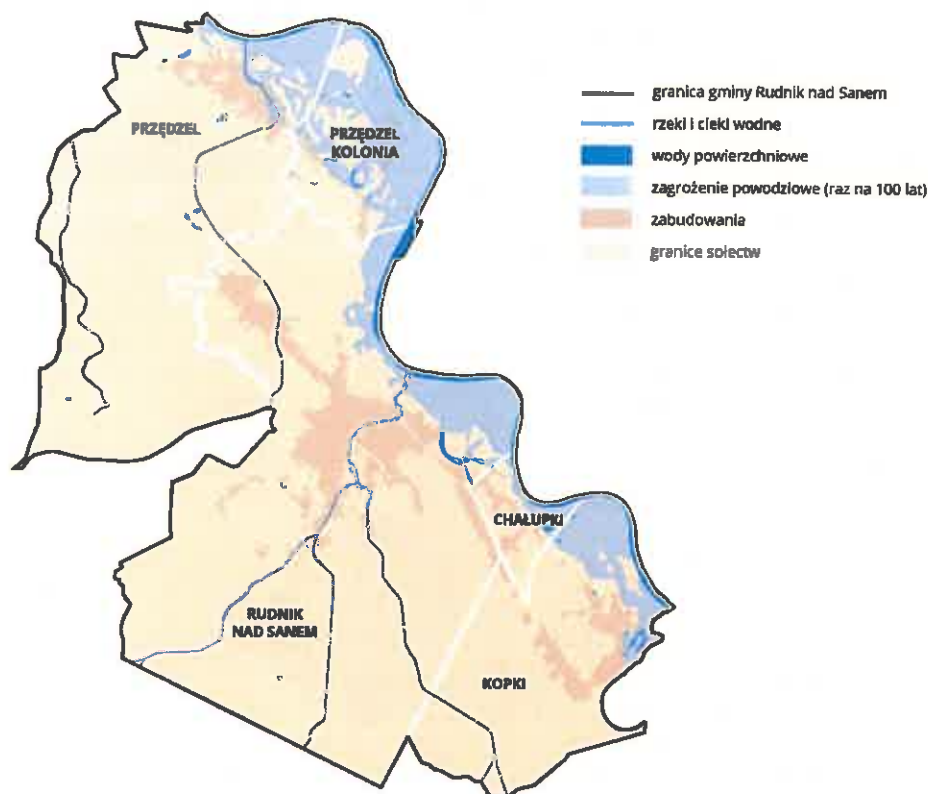 granica gminy Rudnik nad Sanem
rzeki i cieki wodne
wody powierzchniowe
zagrożenie powodziowe (raz na 100 lat)
zabudowania
granice sołectw
PRZĘDZEL
PRZĘDZEL
KOLONIA
CHAŁUPKI
RUDNIK
NAD SANEM
KOPKI